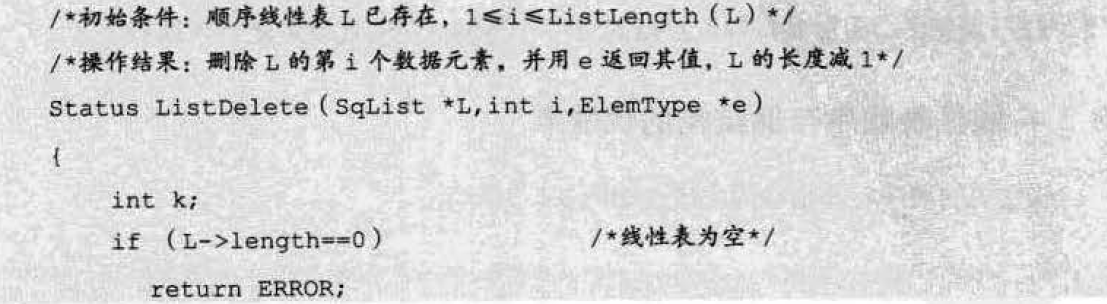 /*初始条件：顺序线性表 L 已存在，1≤i≤ListLength（L）*/
/*操作结果：删除 L 的第 i 个数据元素，并用 e 返回其值，L 的长度减 1*/
Status ListDelete（SqList *L,int i,ElemType *e）
{
    int k;
    if （L->length==0）                /*线性表为空*/
        return ERROR;